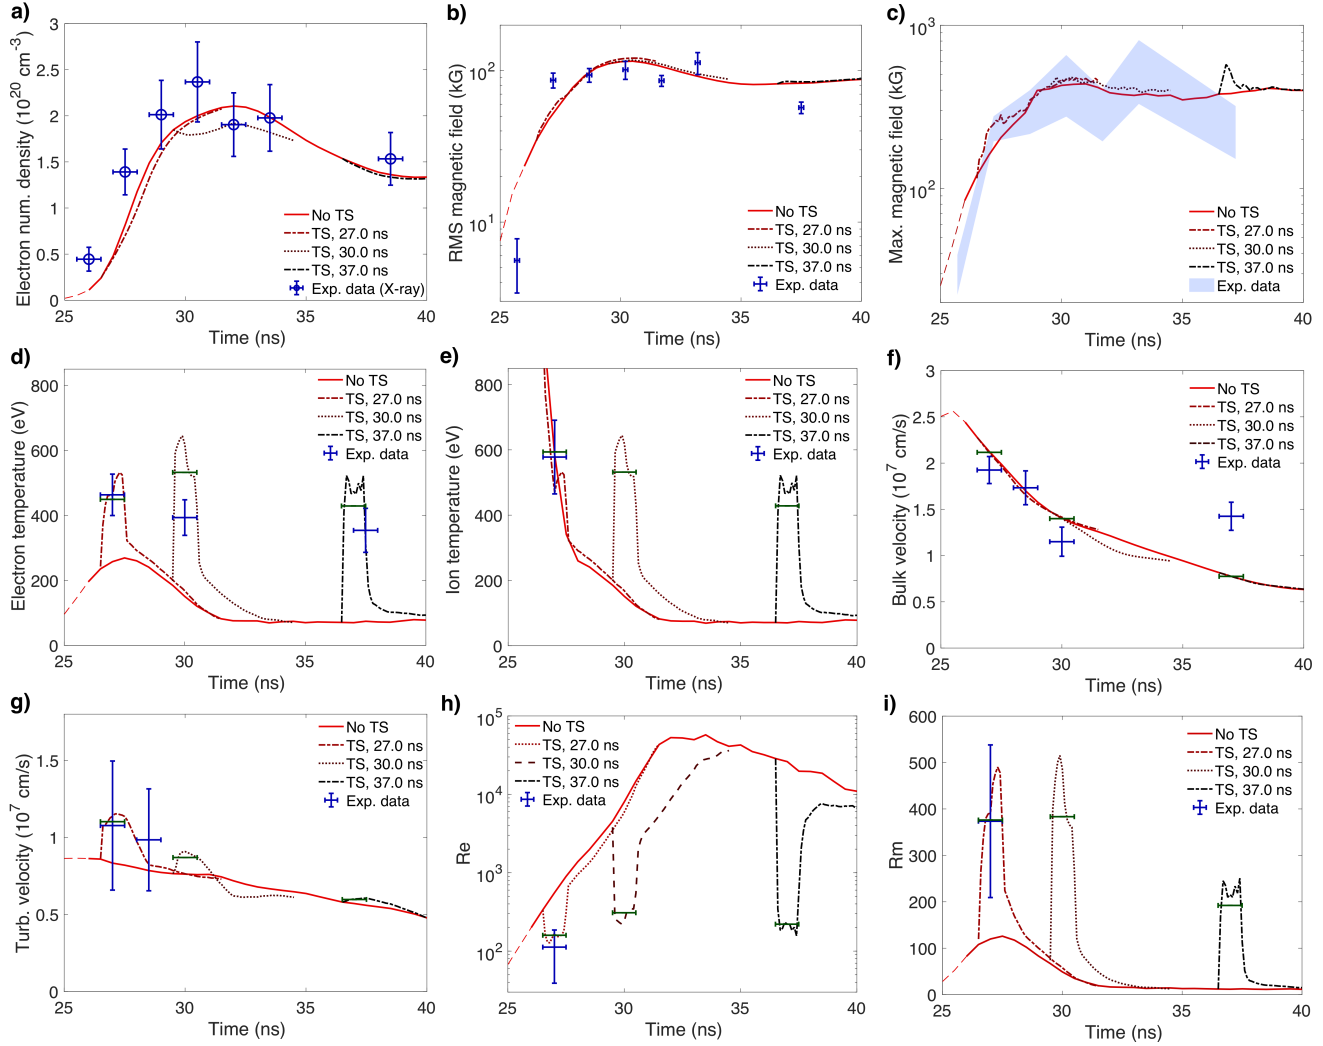 a)
Electron num. density (10^20 cm^-3)
3
2.5
2
1.5
1
0.5
0
25
30
35
40
Time (ns)
No TS
TS, 27.0 ns
TS, 30.0 ns
TS, 37.0 ns
Exp. data (X-ray)
b)
RMS magnetic field (kG)
10^2
10^1
25
30
35
40
Time (ns)
No TS
TS, 27.0 ns
TS, 30.0 ns
TS, 37.0 ns
Exp. data
c)
Max. magnetic field (kG)
10^3
10^2
25
30
35
40
Time (ns)
No TS
TS, 27.0 ns
TS, 30.0 ns
TS, 37.0 ns
Exp. data
d)
Electron temperature (eV)
800
600
400
200
0
25
30
35
40
Time (ns)
No TS
TS, 27.0 ns
TS, 30.0 ns
TS, 37.0 ns
Exp. data
e)
Ion temperature (eV)
800
600
400
200
0
25
30
35
40
Time (ns)
No TS
TS, 27.0 ns
TS, 30.0 ns
TS, 37.0 ns
Exp. data
f)
Bulk velocity (10^7 cm/s)
3
2.5
2
1.5
1
0.5
0
25
30
35
40
Time (ns)
No TS
TS, 27.0 ns
TS, 30.0 ns
TS, 37.0 ns
Exp. data
g)
Turb. velocity (10^7 cm/s)
1.5
1
0.5
0
25
30
35
40
Time (ns)
No TS
TS, 27.0 ns
TS, 30.0 ns
TS, 37.0 ns
Exp. data
h)
Re
10^5
10^4
10^3
10^2
25
30
35
40
Time (ns)
No TS
TS, 27.0 ns
TS, 30.0 ns
TS, 37.0 ns
Exp. data
i)
Rm
600
500
400
300
200
100
0
25
30
35
40
Time (ns)
No TS
TS, 27.0 ns
TS, 30.0 ns
TS, 37.0 ns
Exp. data